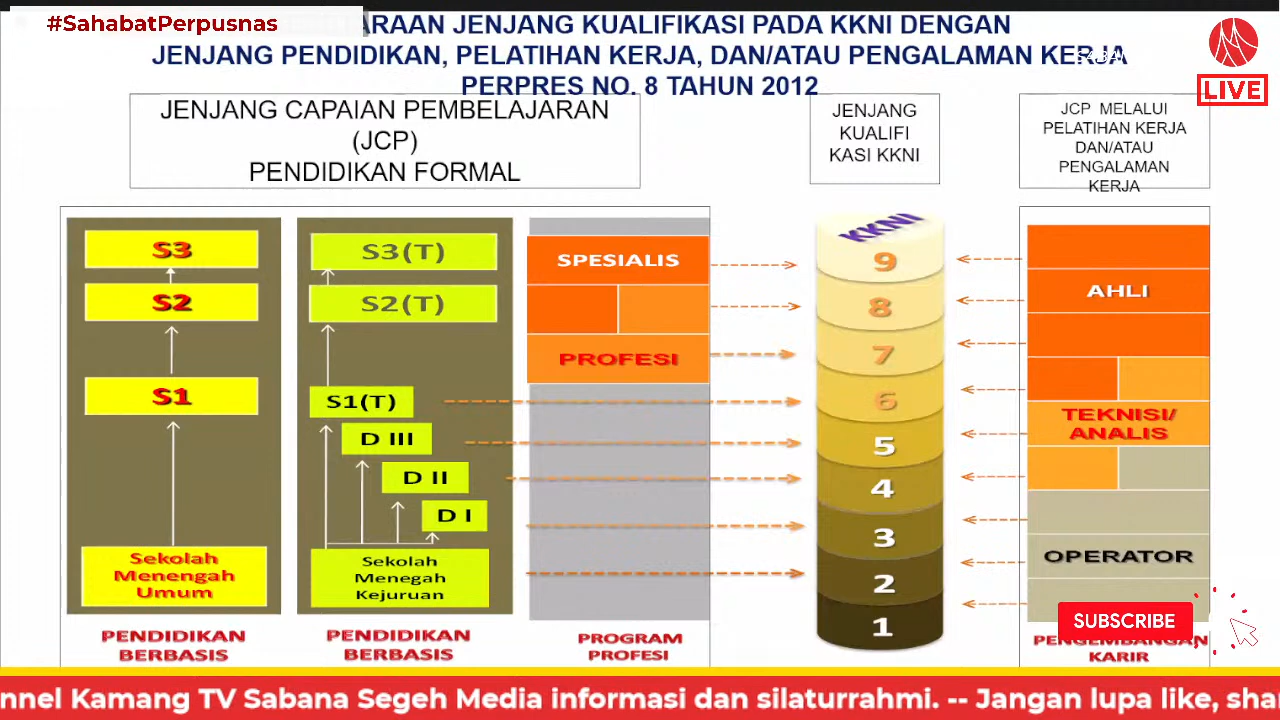 #SahabatPerpusnas
ARAAN JENJANG KUALIFIKASI PADA KKNI DENGAN
JENJANG PENDIDIKAN, PELATIHAN KERJA, DAN/ATAU PENGALAMAN KE
PERPRES NO. 8 TAHUN 2012
LIVE
JENJANG CAPAIAN PEMBELAJARAN
(JCP)
PENDIDIKAN FORMAL
JENJANG
KUALIFI
KASI KKNI
JCP MELALUI
PELATIHAN KERJA
DAN/ATAU
PENGALAMAN
KERJA
S3
S2
S1
Sekolah
Menengah
Umum
PENDIDIKAN
BERBASIS
S3(T)
S2(T)
S1(T)
D III
D II
D I
Sekolah
Menegah
Kejuruan
PENDIDIKAN
BERBASIS
SPESIALIS
PROFESI
PROGRAM
PROFESI
KKNI
9
8
7
6
5
4
3
2
1
AHLI
TEKNISI/
ANALIS
OPERATOR
SUBSCRIBE
PENGEMBANGAN
KARIR
nnel Kamang TV Sabana Segeh Media informasi dan silaturrahmi. -- Jangan lupa like, shar